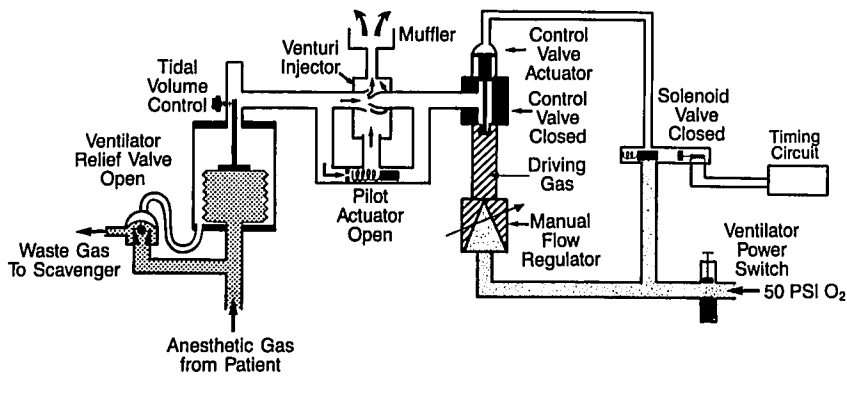 Muffler
Venturi
Injector
Tidal
Volume
Control
Control
Valve
Actuator
Control
Valve
Closed
Solenoid
Valve
Closed
Timing
Circuit
Ventilator
Relief Valve
Open
Driving
Gas
Pilot
Actuator
Open
Manual
Flow
Regulator
Ventilator
Power
Switch
Waste Gas
To Scavenger
50 PSI O₂
Anesthetic Gas
from Patient